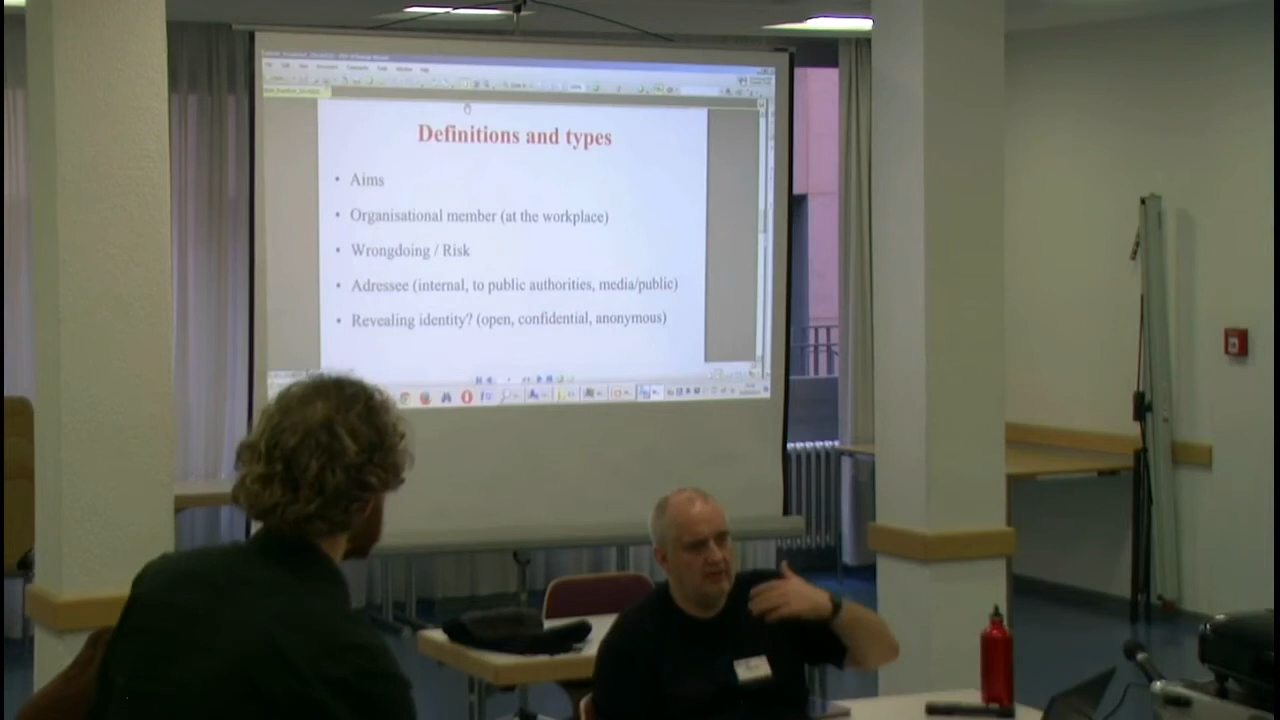 Definitions and types
• Aims
• Organisational member (at the workplace)
• Wrongdoing / Risk
• Adressee (internal, to public authorities, media/public)
• Revealing identity? (open, confidential, anonymous)